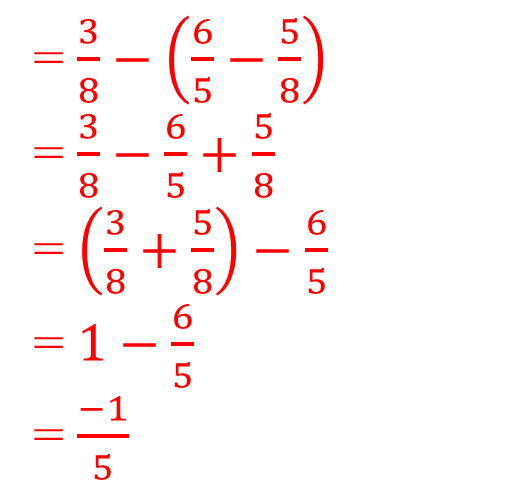 = 3/8 − (6/5 − 5/8)
= 3/8 − 6/5 + 5/8
= (3/8 + 5/8) − 6/5
= 1 − 6/5
= −1/5